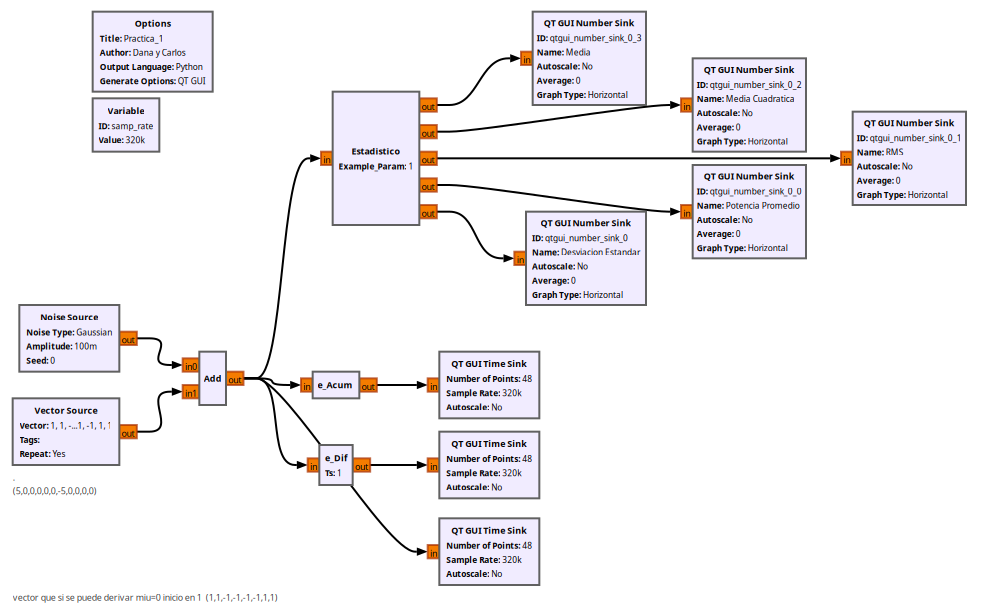 Options
Title: Practica_1
Author: Dana y Carlos
Output Language: Python
Generate Options: QT GUI
Variable
ID: samp_rate
Value: 320k
QT GUI Number Sink
ID: qtgui_number_sink_0_3
Name: Media
Autoscale: No
Average: 0
Graph Type: Horizontal
in
QT GUI Number Sink
ID: qtgui_number_sink_0_2
Name: Media Cuadratica
Autoscale: No
Average: 0
Graph Type: Horizontal
in
QT GUI Number Sink
ID: qtgui_number_sink_0_1
Name: RMS
Autoscale: No
Average: 0
Graph Type: Horizontal
in
Estadistico
Example_Param: 1
in
out
out
out
out
out
QT GUI Number Sink
ID: qtgui_number_sink_0_0
Name: Potencia Promedio
Autoscale: No
Average: 0
Graph Type: Horizontal
in
QT GUI Number Sink
ID: qtgui_number_sink_0
Name: Desviacion Estandar
Autoscale: No
Average: 0
Graph Type: Horizontal
in
Noise Source
Noise Type: Gaussian
Amplitude: 100m
Seed: 0
out
Vector Source
Vector: 1, 1, -...1, -1, 1, 1
Tags:
Repeat: Yes
out
.
(5,0,0,0,0,0,-5,0,0,0,0)
in0
in1
Add
out
in
e_Acum
out
in
QT GUI Time Sink
Number of Points: 48
Sample Rate: 320k
Autoscale: No
in
e_Dif
Ts: 1
out
in
QT GUI Time Sink
Number of Points: 48
Sample Rate: 320k
Autoscale: No
in
QT GUI Time Sink
Number of Points: 48
Sample Rate: 320k
Autoscale: No
vector que si se puede derivar miu=0 inicio en 1 (1,1,-1,-1,-1,-1,1,1)